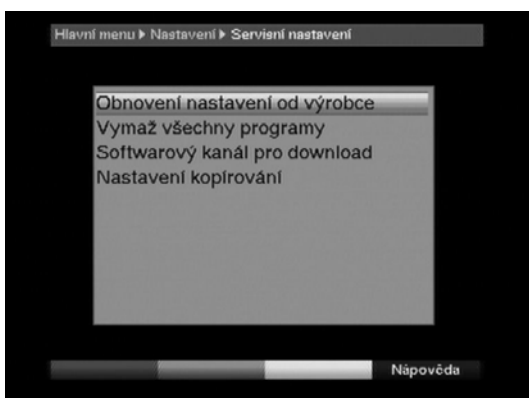 Hlavní menu ▶ Nastavení ▶ Servisní nastavení
Obnovení nastavení od výrobce
Vymaž všechny programy
Softwarový kanál pro download
Nastavení kopírování
Nápověda